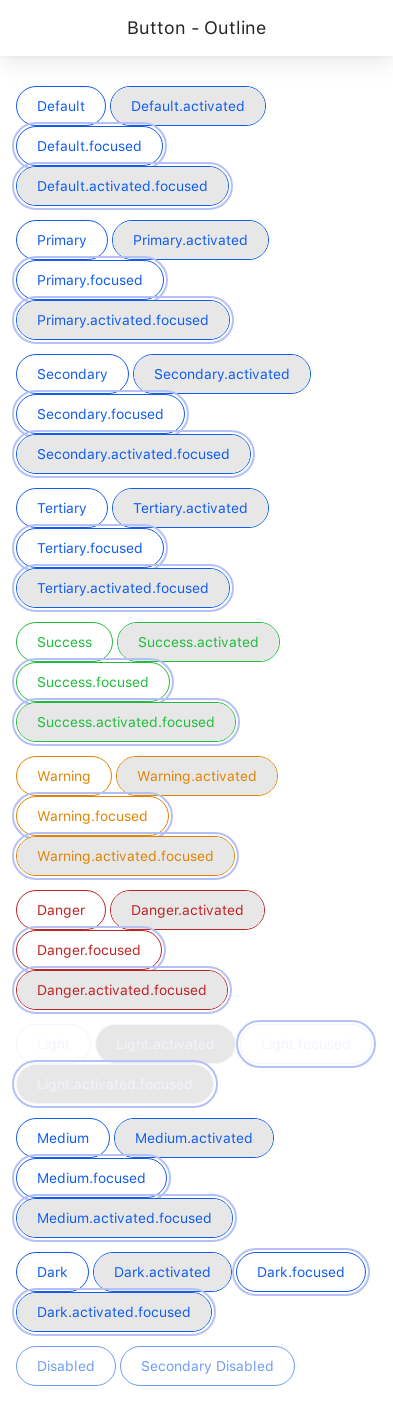 Button - Outline
Default Default.activated
Default.focused
Default.activated.focused
Primary Primary.activated
Primary.focused
Primary.activated.focused
Secondary Secondary.activated
Secondary.focused
Secondary.activated.focused
Tertiary Tertiary.activated
Tertiary.focused
Tertiary.activated.focused
Success Success.activated
Success.focused
Success.activated.focused
Warning Warning.activated
Warning.focused
Warning.activated.focused
Danger Danger.activated
Danger.focused
Danger.activated.focused
Light Light.activated Light.focused
Light.activated.focused
Medium Medium.activated
Medium.focused
Medium.activated.focused
Dark Dark.activated Dark.focused
Dark.activated.focused
Disabled Secondary Disabled